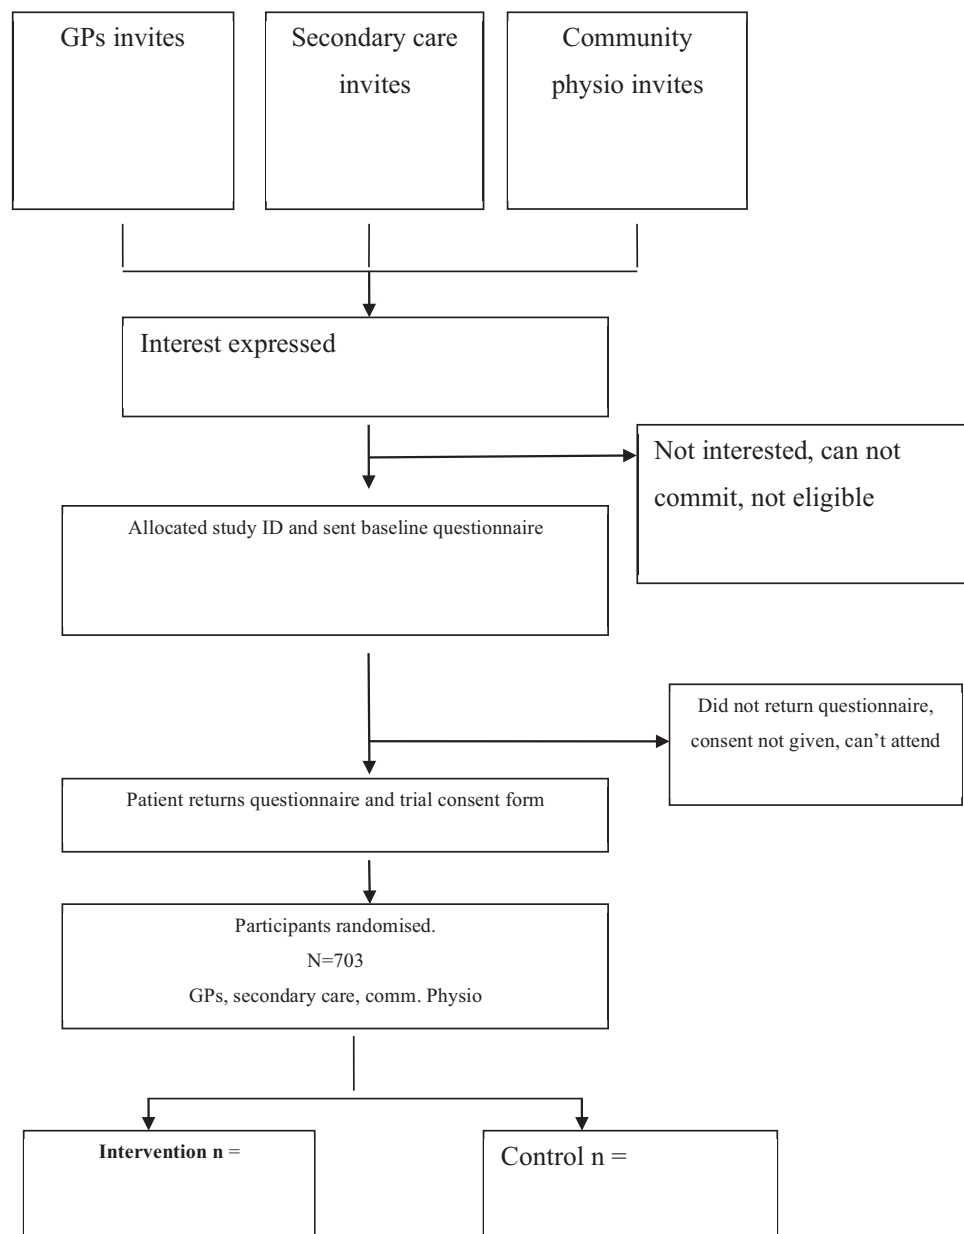 GPs invites
Secondary care
invites
Community
physio invites
Interest expressed
Not interested, can not
commit, not eligible
Allocated study ID and sent baseline questionnaire
Did not return questionnaire,
consent not given, can’t attend
Patient returns questionnaire and trial consent form
Participants randomised.
N=703
GPs, secondary care, comm. Physio
Intervention n =
Control n =